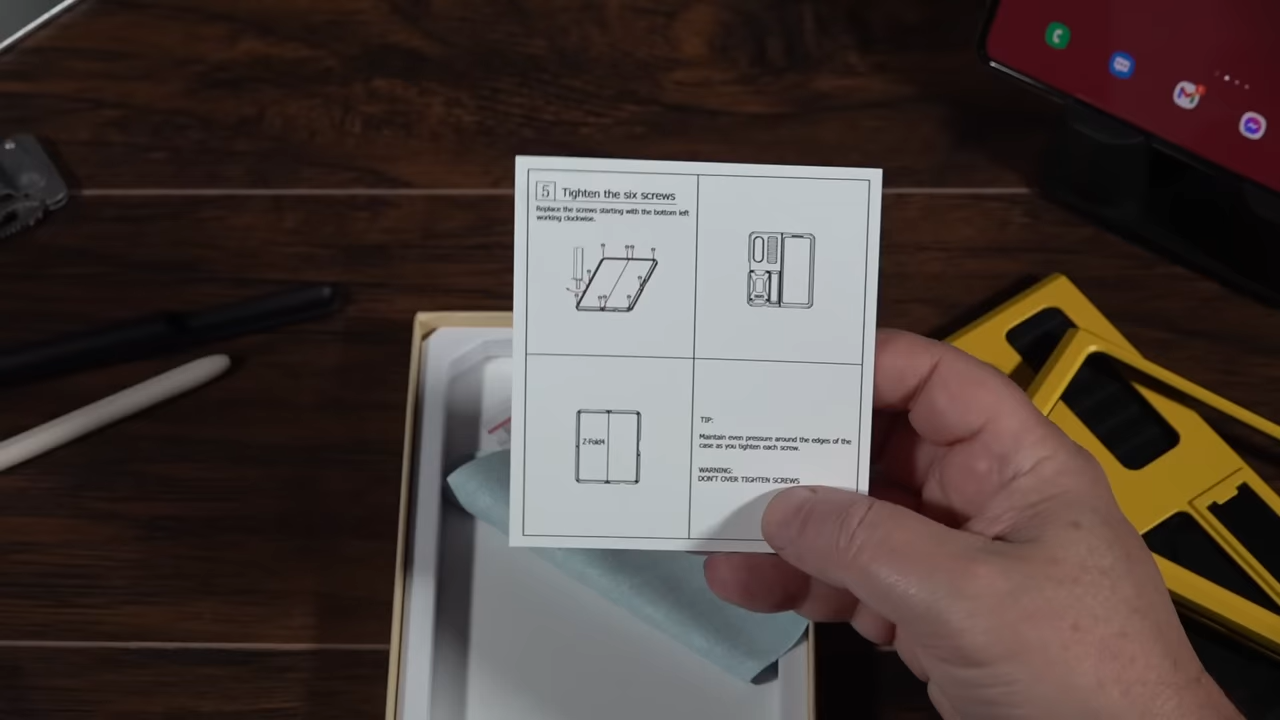 5 Tighten the six screws
Replace the screws starting with the bottom left
working clockwise.
Z-Fold4
TIP:
Maintain even pressure around the edges of the
case as you tighten each screw.
WARNING:
DON'T OVER TIGHTEN SCREWS